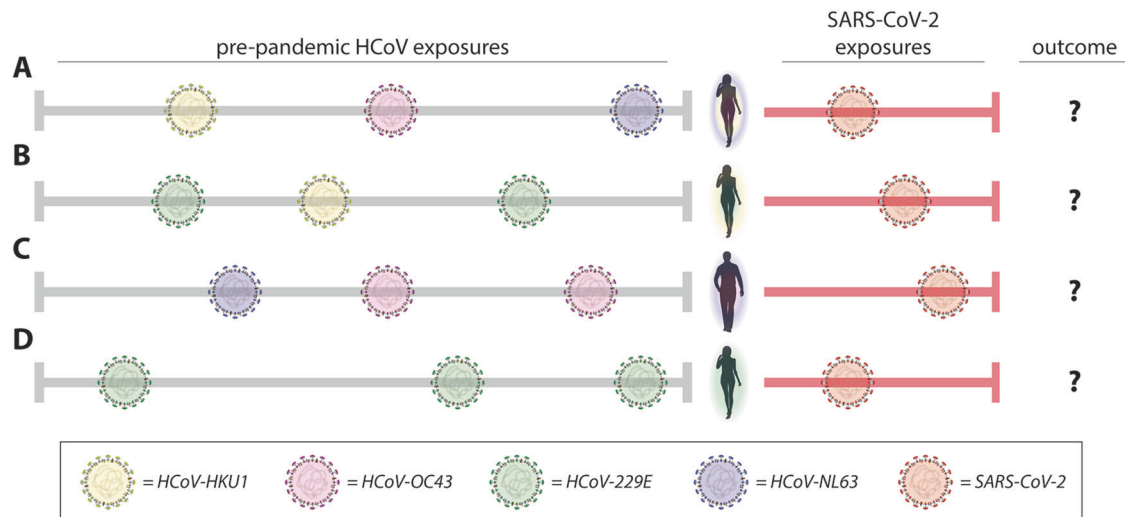 SARS-CoV-2
pre-pandemic HCoV exposures
exposures
outcome
A
?
B
?
C
?
D
?
= HCoV-HKU1
= HCoV-OC43
= HCoV-229E
= HCoV-NL63
= SARS-CoV-2